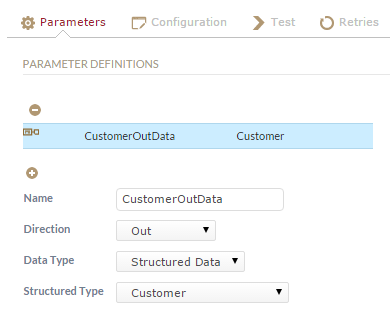 Parameters Configuration Test Retries
PARAMETER DEFINITIONS
CustomerOutData Customer
Name CustomerOutData
Direction Out
Data Type Structured Data
Structured Type Customer